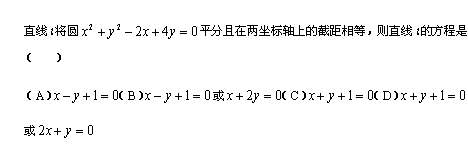 直线l将圆x² + y² − 2x + 4y = 0平分且在两坐标轴上的截距相等，则直线l的方程是
（ ）
（A）x − y + 1 = 0（B）x − y + 1 = 0或x + 2y = 0（C）x + y + 1 = 0（D）x + y + 1 = 0
或2x + y = 0